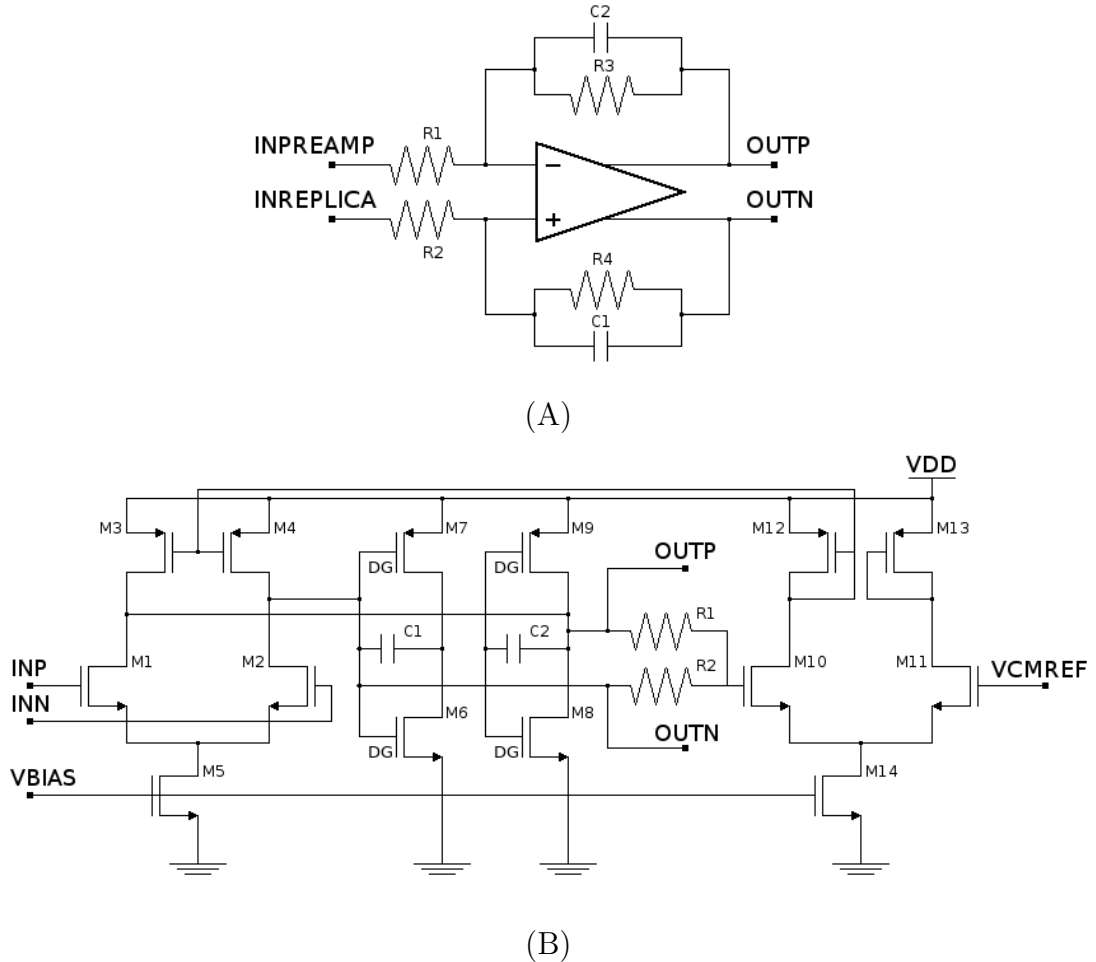 C2
R3
R1
INPREAMP
OUTP
−
INREPLICA
OUTN
+
R2
R4
C1
(A)
VDD
M3
M4
M7
M9
M12
M13
OUTP
DG
DG
R1
C1
C2
INP
M1
M2
R2
M10
M11
VCMREF
INN
M6
M8
OUTN
DG
DG
VBIAS
M5
M14
(B)